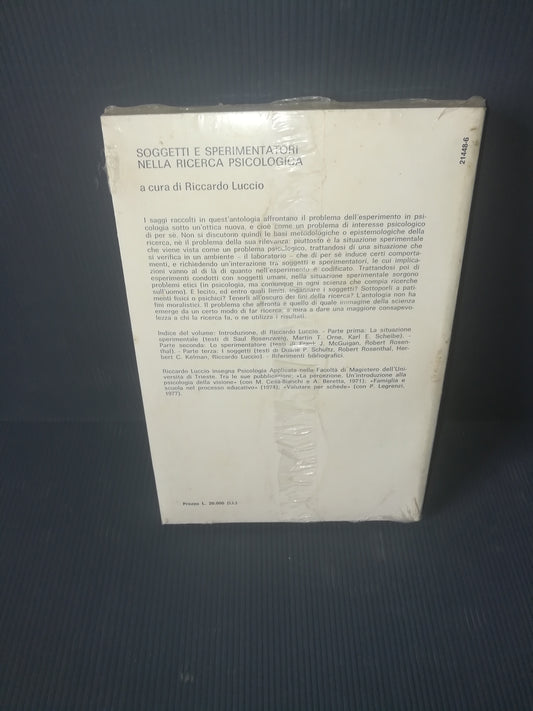 SOGGETTI E SPERIMENTATORI
NELLA RICERCA PSICOLOGICA
a cura di Riccardo Luccio
21448-6
I saggi raccolti in quest'antologia affrontano il problema dell'esperimento in psi-
cologia sotto un'ottica nuova, e cioè come un problema di interesse psicologico
di per sé. Non si discutono quindi le basi metodologiche o epistemologiche della
ricerca, né il problema della sua rilevanza: piuttosto è la situazione sperimentale
che viene vista come un problema psicologico, trattandosi di una situazione che
si verifica in un ambiente - il laboratorio - che di per sé induce certi comporta-
menti, e richiedendo un'interazione tra soggetti e sperimentatori, le cui implica-
zioni vanno al di là di quanto nell'esperimento è codificato. Trattandosi poi di
esperimenti condotti con soggetti umani, nella situazione sperimentale sorgono
problemi etici (in psicologia, ma comunque in ogni scienza che compia ricerche
sull'uomo). È lecito, ed entro quali limiti, ingannare i soggetti? Sottoporli a pati-
menti fisici o psichici? Tenerli all'oscuro dei fini della ricerca? L'antologia non ha
fini moralistici. Il problema che affronta è quello di quale immagine della scienza
emerge da un certo modo di far ricerca, e mira a dare una maggiore consapevo-
lezza a chi la ricerca fa, o ne utilizza i risultati.
Indice del volume: Introduzione, di Riccardo Luccio - Parte prima: La situazione
sperimentale (testi di Saul Rosenzweig, Martin T. Orne, Karl E. Scheibe). -
Parte seconda: Lo sperimentatore (testi di Frank J. McGuigan, Robert Rosen-
thal). - Parte terza: I soggetti (testi di Duane P. Schultz, Robert Rosenthal, Her-
bert C. Kelman, Riccardo Luccio) - Riferimenti bibliografici.
Riccardo Luccio insegna Psicologia Applicata nella Facoltà di Magistero dell'Uni-
versità di Trieste. Tra le sue pubblicazioni: «La percezione. Un'introduzione alla
psicologia della visione» (con M. Cesa-Bianchi e A. Beretta, 1971); «Famiglia e
scuola nel processo educativo» (1974); «Valutare per schede» (con P. Legrenzi,
1977).
Prezzo L. 20.000 (i.i.)